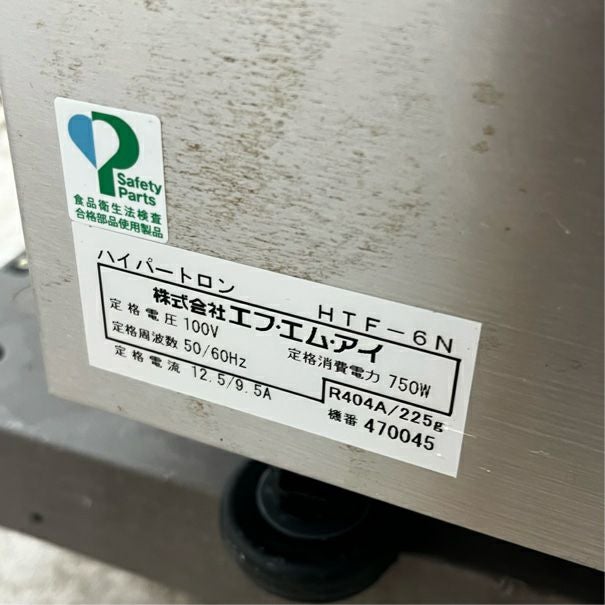 P
Safety
Parts
食品衛生法検査
合格部品使用製品
ハイパートロン HTF-6N
株式会社エフ・エム・アイ
定格電圧 100V
定格消費電力 750W
定格周波数 50/60Hz
定格電流 12.5/9.5A
R404A/225g
機番 470045